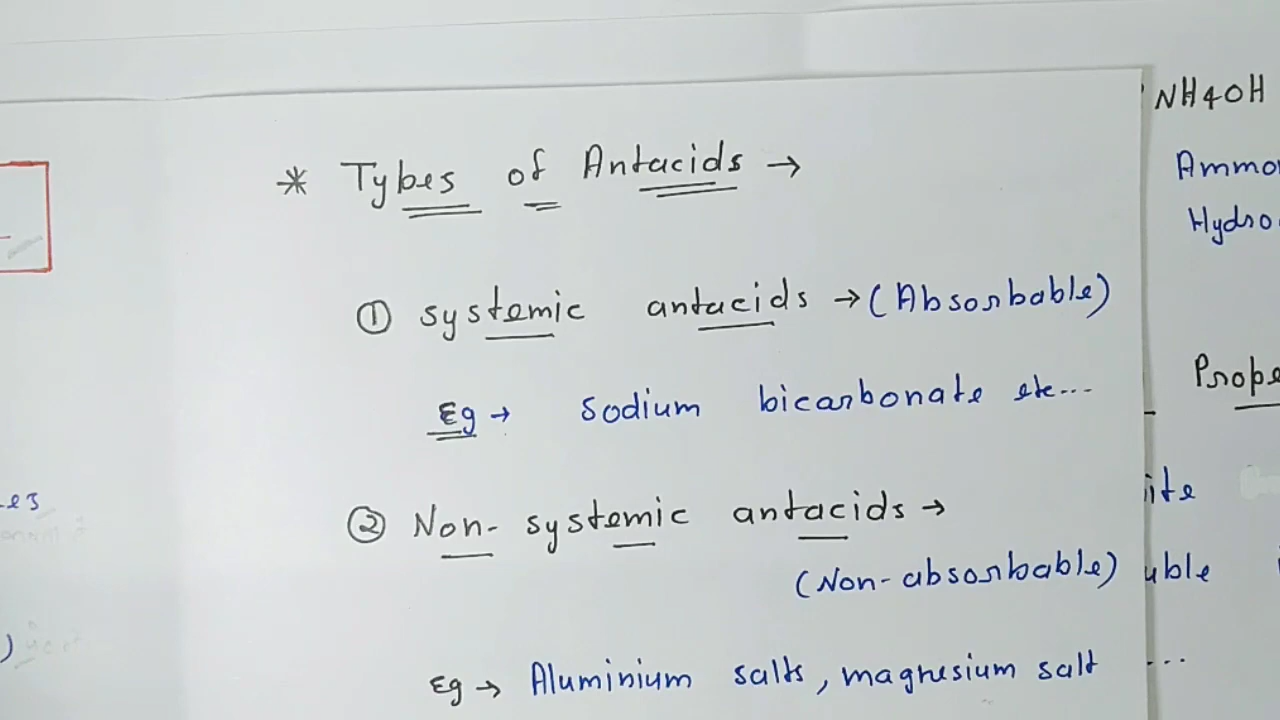 * Tybes of Antacids →
① systemic antacids → (Absorbable)
Eg → sodium bicarbonate etc...
② Non-systemic antacids →
(Non-absorbable)
Eg → Aluminium salts, magnesium salt
NH4OH
Ammo
Hydro
Prope
ite
uble
...